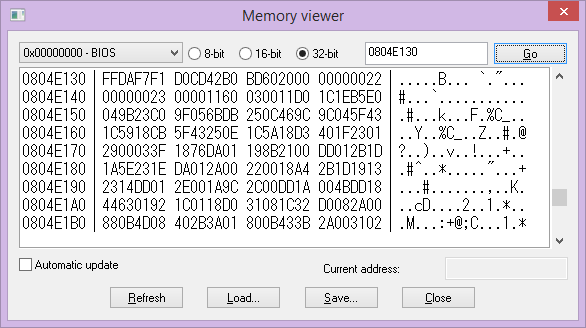 Memory viewer
0x00000000 - BIOS 8-bit 16-bit 32-bit 0804E130 Go
0804E130 FFDAF7F1 D0CD42B0 BD602000 00000022 .....B... `.”...
0804E140 00000023 00001160 030011D0 1C1EB5E0 #...`...........
0804E150 049B23C0 9F056BDB 250C469C 9C045F43 .#...k...F.%C_..
0804E160 1C5918CB 5F43250E 1C5A18D3 401F2301 ..Y..%C_..Z..#.@
0804E170 2900033F 1876DA01 198B2100 DD012B1D ?..)..v..!...+..
0804E180 1A5E231E DA012A00 220018A4 2B1D1913 .#^..*....."...+
0804E190 2314DD01 2E001A9C 2C00DD1A 004BDD18 ...#.......,..K.
0804E1A0 44630192 1C0118D0 31081C32 D0082A00 ..cD....2..1.*..
0804E1B0 880B4D08 402B3A01 800B433B 2A003102 .M...:+@;C...1.*
Automatic update Current address:
Refresh Load... Save... Close